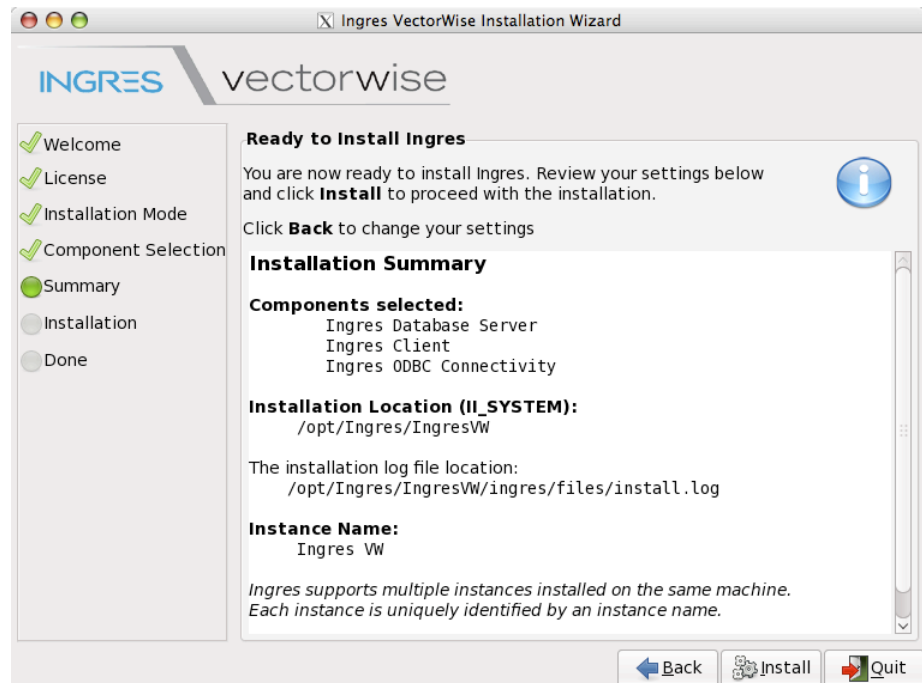 Ingres VectorWise Installation Wizard
INGRES vectorwise
Welcome
License
Installation Mode
Component Selection
Summary
Installation
Done
Ready to Install Ingres
You are now ready to install Ingres. Review your settings below
and click Install to proceed with the installation.
Click Back to change your settings
Installation Summary
Components selected:
Ingres Database Server
Ingres Client
Ingres ODBC Connectivity
Installation Location (II_SYSTEM):
/opt/Ingres/IngresVW
The installation log file location:
/opt/Ingres/IngresVW/ingres/files/install.log
Instance Name:
Ingres VW
Ingres supports multiple instances installed on the same machine.
Each instance is uniquely identified by an instance name.
Back Install Quit